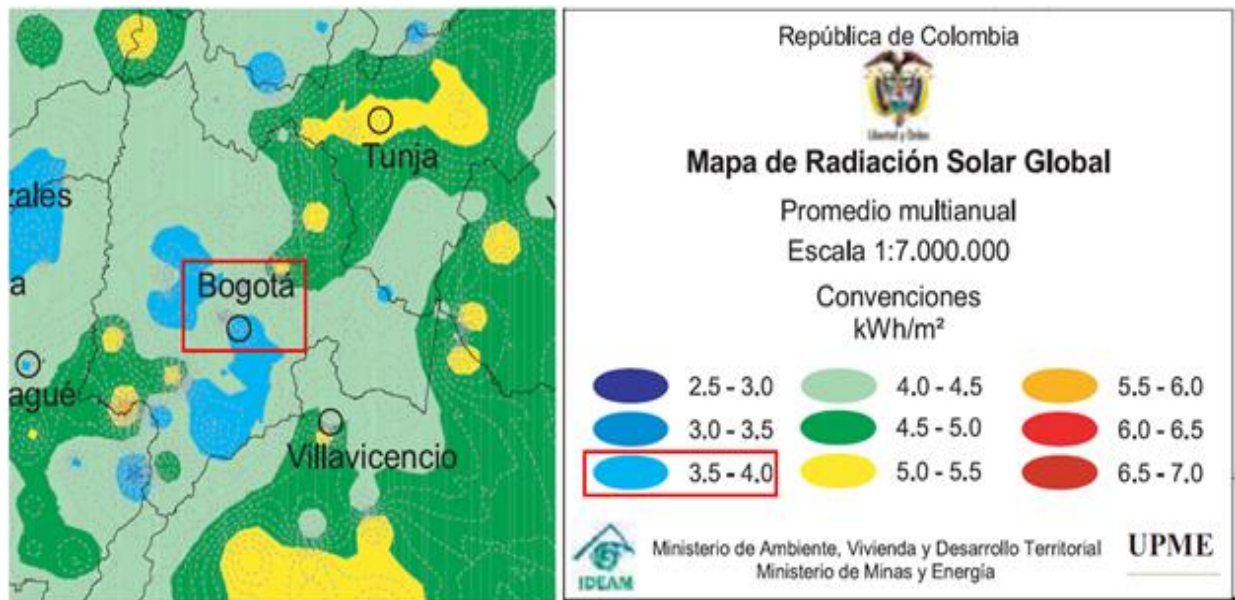 Tunja
zales
Bogotá
a
agué
Villavicencio
República de Colombia
Libertad y Orden
Mapa de Radiación Solar Global
Promedio multianual
Escala 1:7.000.000
Convenciones
kWh/m²
2.5 - 3.0
4.0 - 4.5
5.5 - 6.0
3.0 - 3.5
4.5 - 5.0
6.0 - 6.5
3.5 - 4.0
5.0 - 5.5
6.5 - 7.0
IDEAM
Ministerio de Ambiente, Vivienda y Desarrollo Territorial
Ministerio de Minas y Energía
UPME